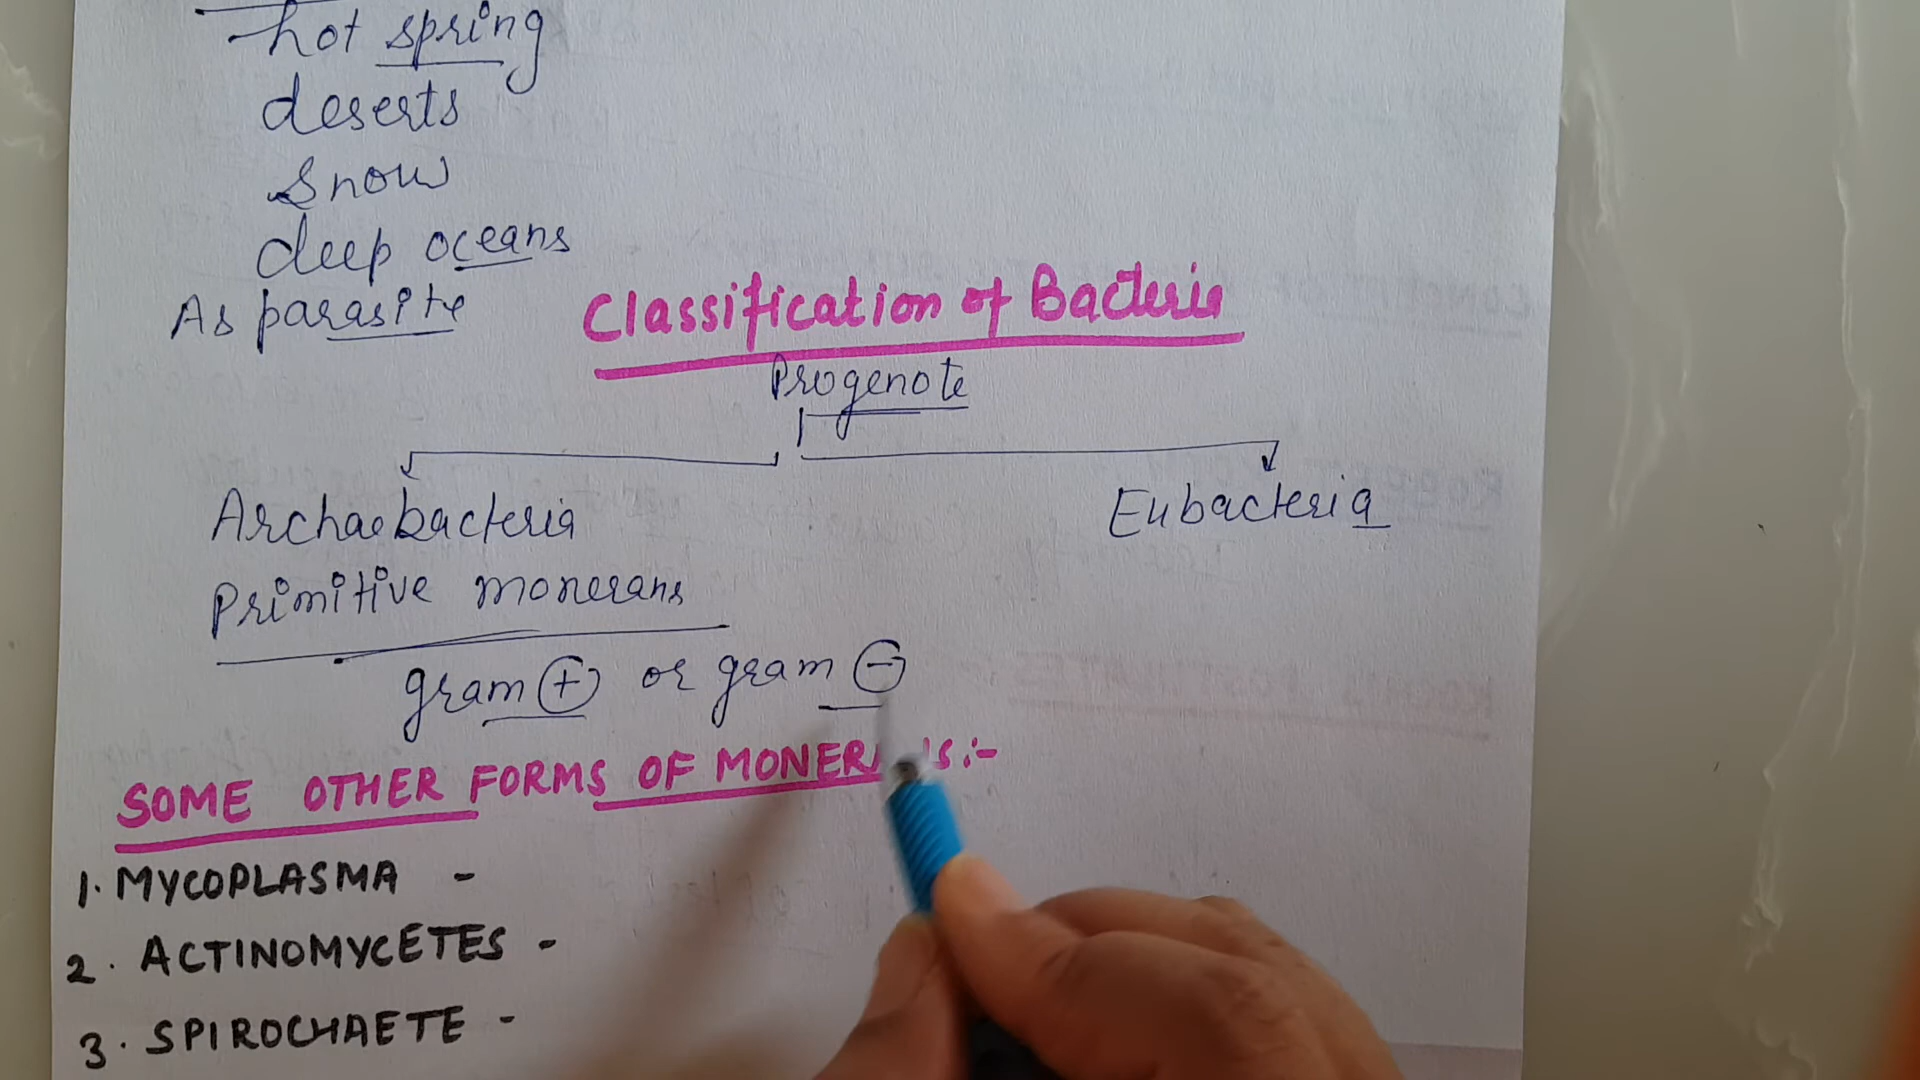 hot spring
deserts
Snow
deep oceans
As parasite
Classification of Bacteria
Progenote
Archaebacteria
Eubacteria
Primitive monerans
gram ⊕ or gram ⊖
SOME OTHER FORMS OF MONERANS:-
1. MYCOPLASMA -
2. ACTINOMYCETES -
3. SPIROCHAETE -